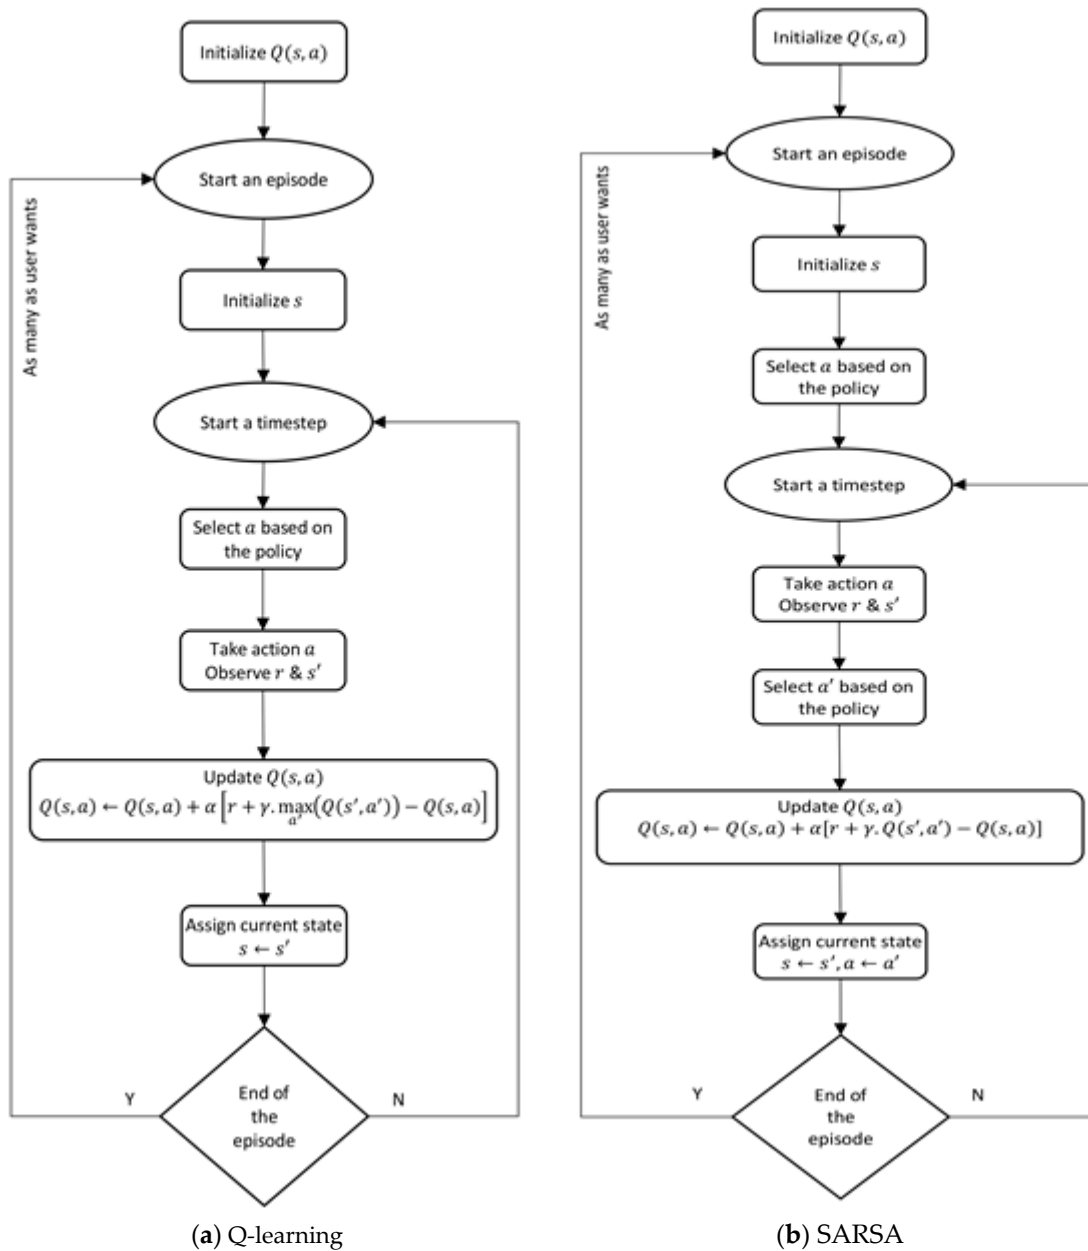 Initialize Q(s, a)
Start an episode
As many as user wants
Initialize s
Start a timestep
Select a based on
the policy
Take action a
Observe r & s′
Update Q(s, a)
Q(s, a) ← Q(s, a) + α [r + γ. max(Q(s′, a′)) − Q(s, a)]
a′
Assign current state
s ← s′
Y
End of
the
episode
N
(a) Q-learning
Initialize Q(s, a)
Start an episode
As many as user wants
Initialize s
Select a based on
the policy
Start a timestep
Take action a
Observe r & s′
Select a′ based on
the policy
Update Q(s, a)
Q(s, a) ← Q(s, a) + α[r + γ. Q(s′, a′) − Q(s, a)]
Assign current state
s ← s′, a ← a′
Y
End of
the
episode
N
(b) SARSA